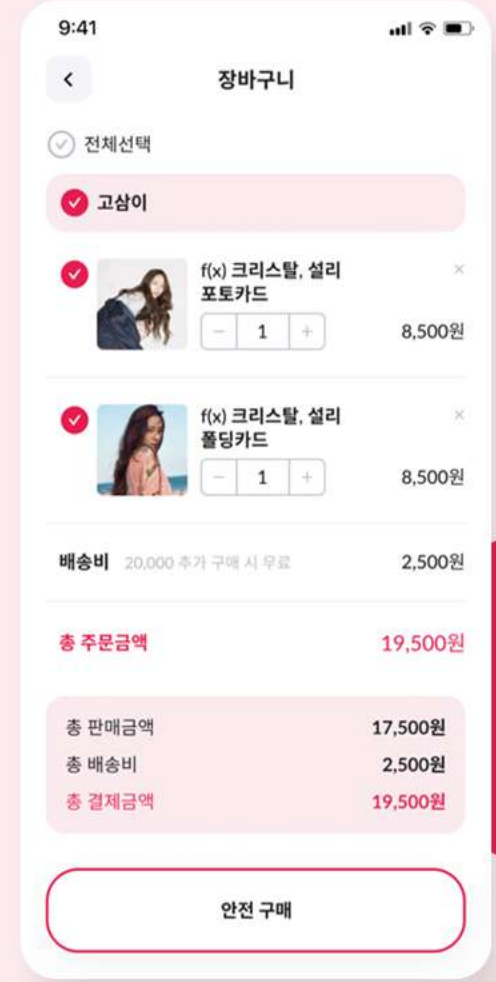 9:41
장바구니
전체선택
고삼이
f(x) 크리스탈, 설리
포토카드
− 1 +
8,500원
f(x) 크리스탈, 설리
폴딩카드
− 1 +
8,500원
배송비 20,000 추가 구매 시 무료 2,500원
총 주문금액 19,500원
총 판매금액 17,500원
총 배송비 2,500원
총 결제금액 19,500원
안전 구매